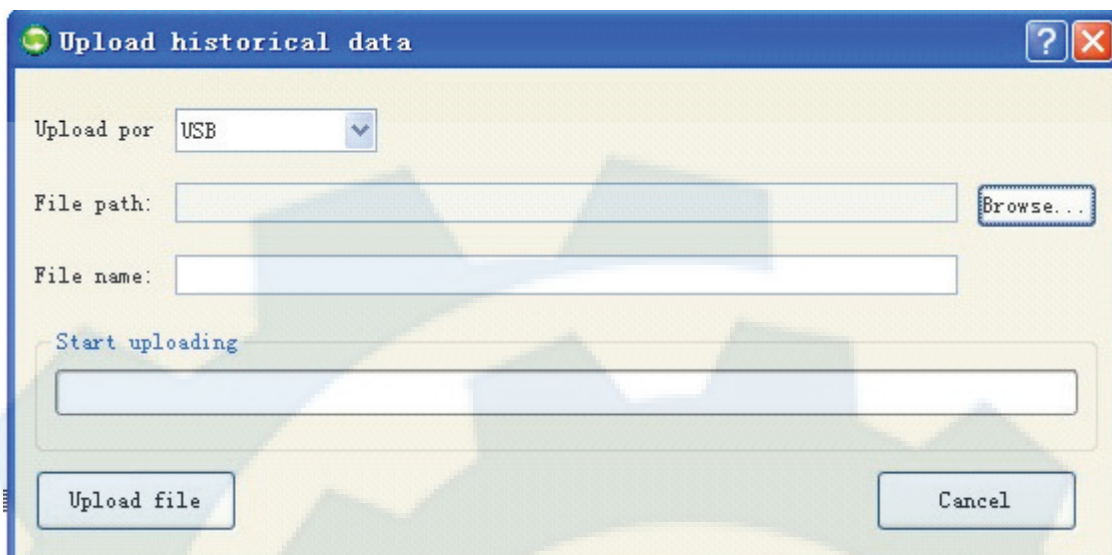 Upload historical data
Upload por USB
File path: Browse...
File name:
Start uploading
Upload file Cancel